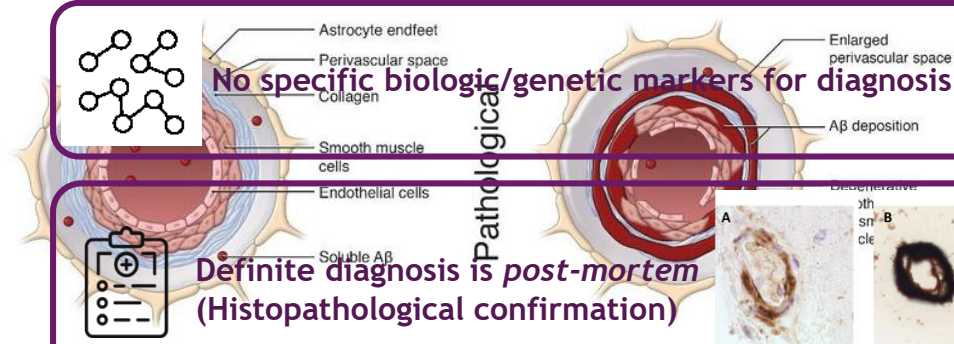 Astrocyte endfeet
Perivascular space
Collagen
Smooth muscle
cells
Endothelial cells
Soluble Aβ
Pathological
Enlarged
perivascular space
Aβ deposition
No specific biologic/genetic markers for diagnosis
Definite diagnosis is post-mortem
(Histopathological confirmation)
A
B